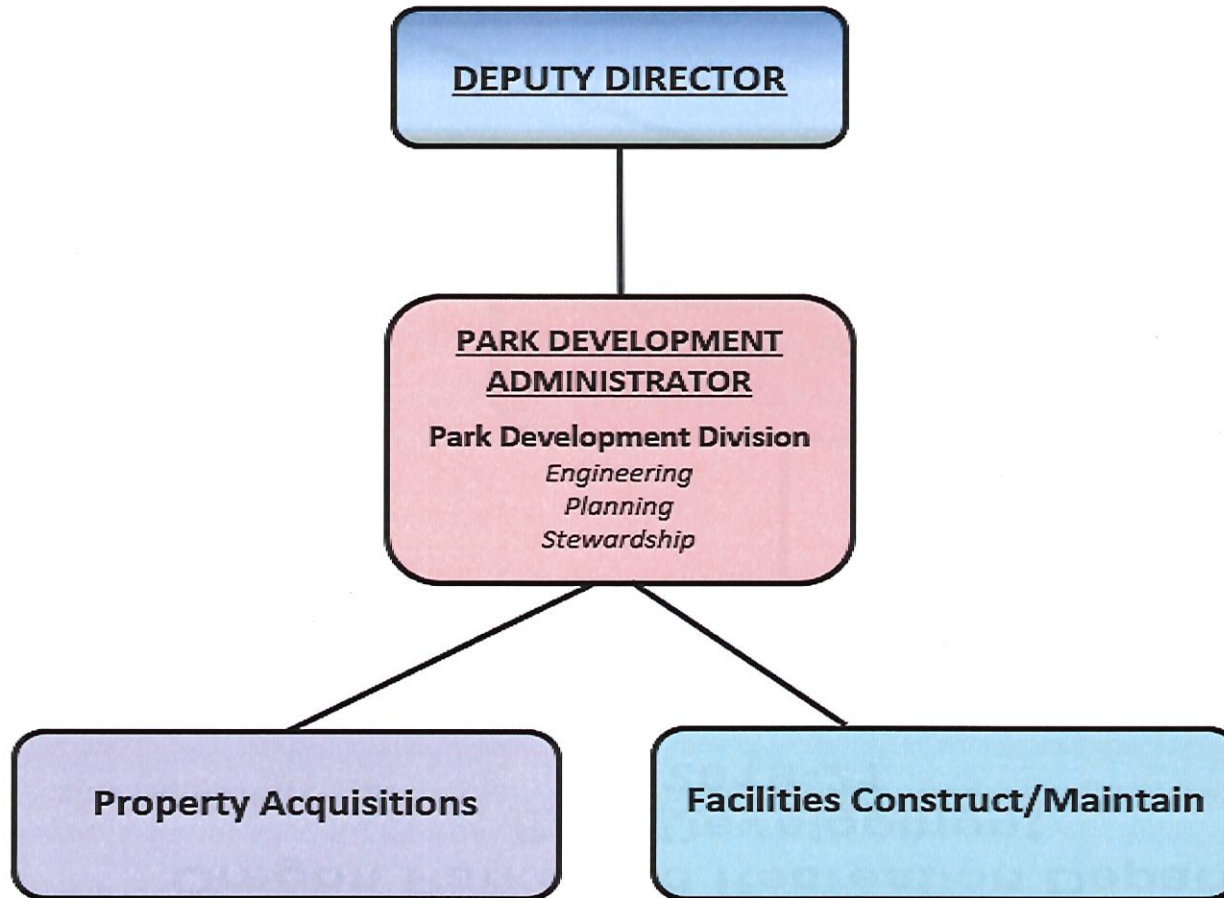 DEPUTY DIRECTOR
PARK DEVELOPMENT
ADMINISTRATOR
Park Development Division
Engineering
Planning
Stewardship
Property Acquisitions
Facilities Construct/Maintain